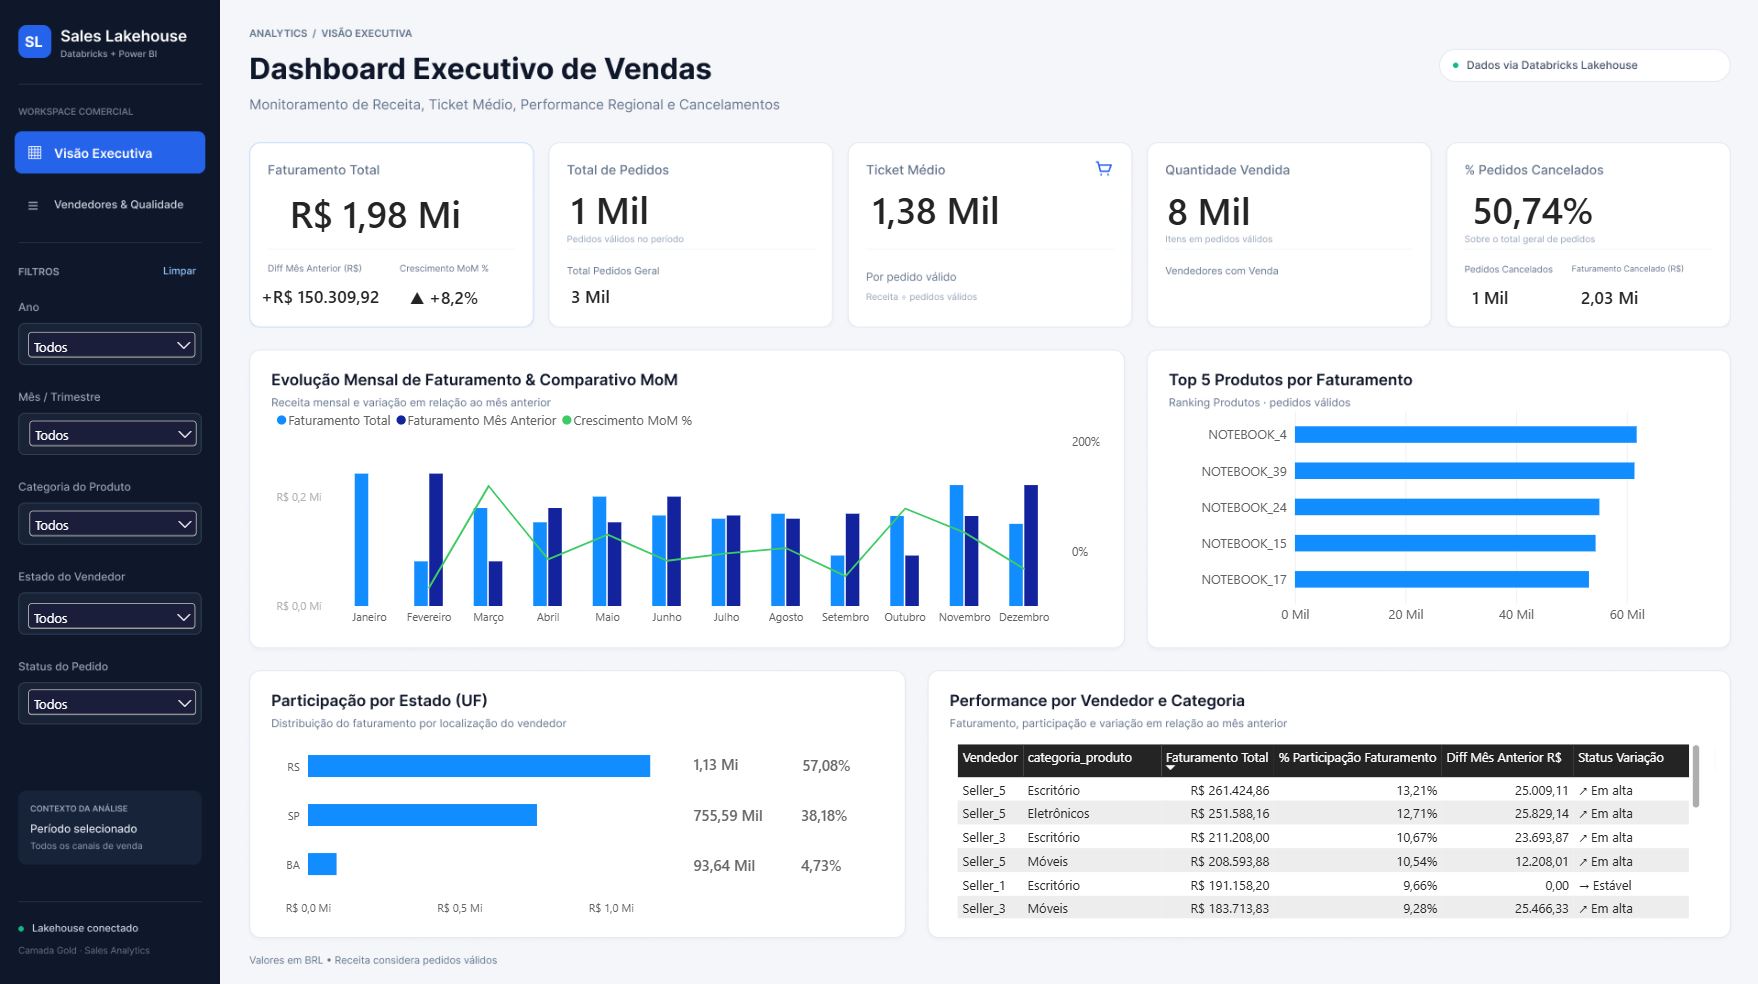 SL
Sales Lakehouse
Databricks + Power BI
WORKSPACE COMERCIAL
Visão Executiva
Vendedores & Qualidade
FILTROS Limpar
Ano
Todos
Mês / Trimestre
Todos
Categoria do Produto
Todos
Estado do Vendedor
Todos
Status do Pedido
Todos
CONTEXTO DA ANÁLISE
Período selecionado
Todos os canais de venda
Lakehouse conectado
Camada Gold · Sales Analytics
ANALYTICS / VISÃO EXECUTIVA
Dashboard Executivo de Vendas
Monitoramento de Receita, Ticket Médio, Performance Regional e Cancelamentos
Dados via Databricks Lakehouse
Faturamento Total
R$ 1,98 Mi
Diff Mês Anterior (R$) Crescimento MoM %
+R$ 150.309,92 ▲ +8,2%
Total de Pedidos
1 Mil
Pedidos válidos no período
Total Pedidos Geral
3 Mil
Ticket Médio
1,38 Mil
Por pedido válido
Receita ÷ pedidos válidos
Quantidade Vendida
8 Mil
Itens em pedidos válidos
Vendedores com Venda
% Pedidos Cancelados
50,74%
Sobre o total geral de pedidos
Pedidos Cancelados Faturamento Cancelado (R$)
1 Mil 2,03 Mi
Evolução Mensal de Faturamento & Comparativo MoM
Receita mensal e variação em relação ao mês anterior
Faturamento Total Faturamento Mês Anterior Crescimento MoM %
200%
R$ 0,2 Mi
0%
R$ 0,0 Mi
Janeiro Fevereiro Março Abril Maio Junho Julho Agosto Setembro Outubro Novembro Dezembro
Top 5 Produtos por Faturamento
Ranking Produtos · pedidos válidos
NOTEBOOK_4
NOTEBOOK_39
NOTEBOOK_24
NOTEBOOK_15
NOTEBOOK_17
0 Mil 20 Mil 40 Mil 60 Mil
Participação por Estado (UF)
Distribuição do faturamento por localização do vendedor
RS 1,13 Mi 57,08%
SP 755,59 Mil 38,18%
BA 93,64 Mil 4,73%
R$ 0,0 Mi R$ 0,5 Mi R$ 1,0 Mi
Performance por Vendedor e Categoria
Faturamento, participação e variação em relação ao mês anterior
Vendedor categoria_produto Faturamento Total % Participação Faturamento Diff Mês Anterior R$ Status Variação
Seller_5 Escritório R$ 261.424,86 13,21% 25.009,11 ↗ Em alta
Seller_5 Eletrônicos R$ 251.588,16 12,71% 25.829,14 ↗ Em alta
Seller_3 Escritório R$ 211.208,00 10,67% 23.693,87 ↗ Em alta
Seller_5 Móveis R$ 208.593,88 10,54% 12.208,01 ↗ Em alta
Seller_1 Escritório R$ 191.158,20 9,66% 0,00 → Estável
Seller_3 Móveis R$ 183.713,83 9,28% 25.466,33 ↗ Em alta
Valores em BRL • Receita considera pedidos válidos